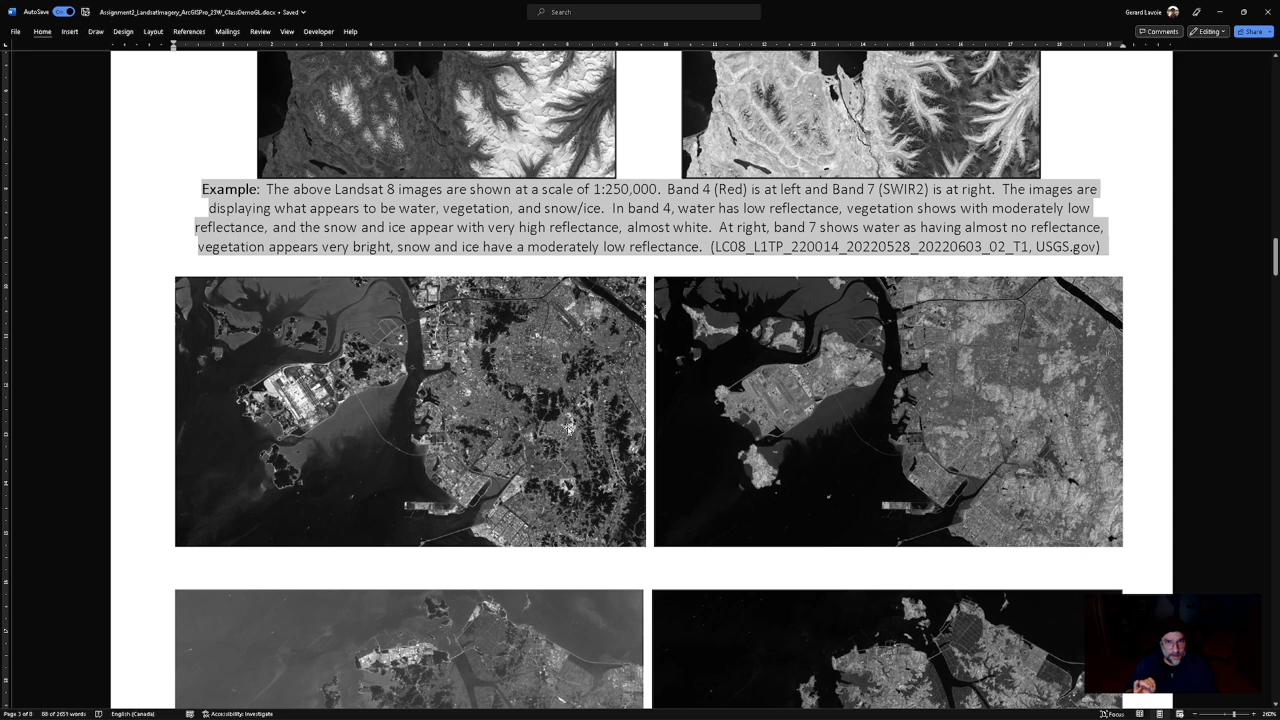 AutoSave On Assignment2_LandsatImagery_ArcGISPro_23W_ClassDemoGL.docx • Saved Search Gerard Lavoie
File Home Insert Draw Design Layout References Mailings Review View Developer Help Comments Editing Share
Example: The above Landsat 8 images are shown at a scale of 1:250,000. Band 4 (Red) is at left and Band 7 (SWIR2) is at right. The images are
displaying what appears to be water, vegetation, and snow/ice. In band 4, water has low reflectance, vegetation shows with moderately low
reflectance, and the snow and ice appear with very high reflectance, almost white. At right, band 7 shows water as having almost no reflectance,
vegetation appears very bright, snow and ice have a moderately low reflectance. (LC08_L1TP_220014_20220528_20220603_02_T1, USGS.gov)
Page 3 of 8 88 of 2659 words English (Canada) Accessibility: Investigate Focus 260%